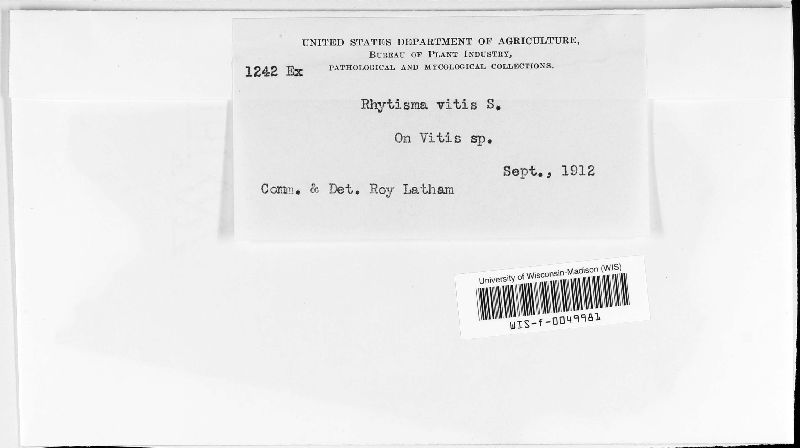 UNITED STATES DEPARTMENT OF AGRICULTURE,
BUREAU OF PLANT INDUSTRY,
1242 Ex PATHOLOGICAL AND MYCOLOGICAL COLLECTIONS.
Rhytisma vitis S.
On Vitis sp.
Sept., 1912
Comm. & Det. Roy Latham
University of Wisconsin-Madison (WIS)
WIS-f-0049981